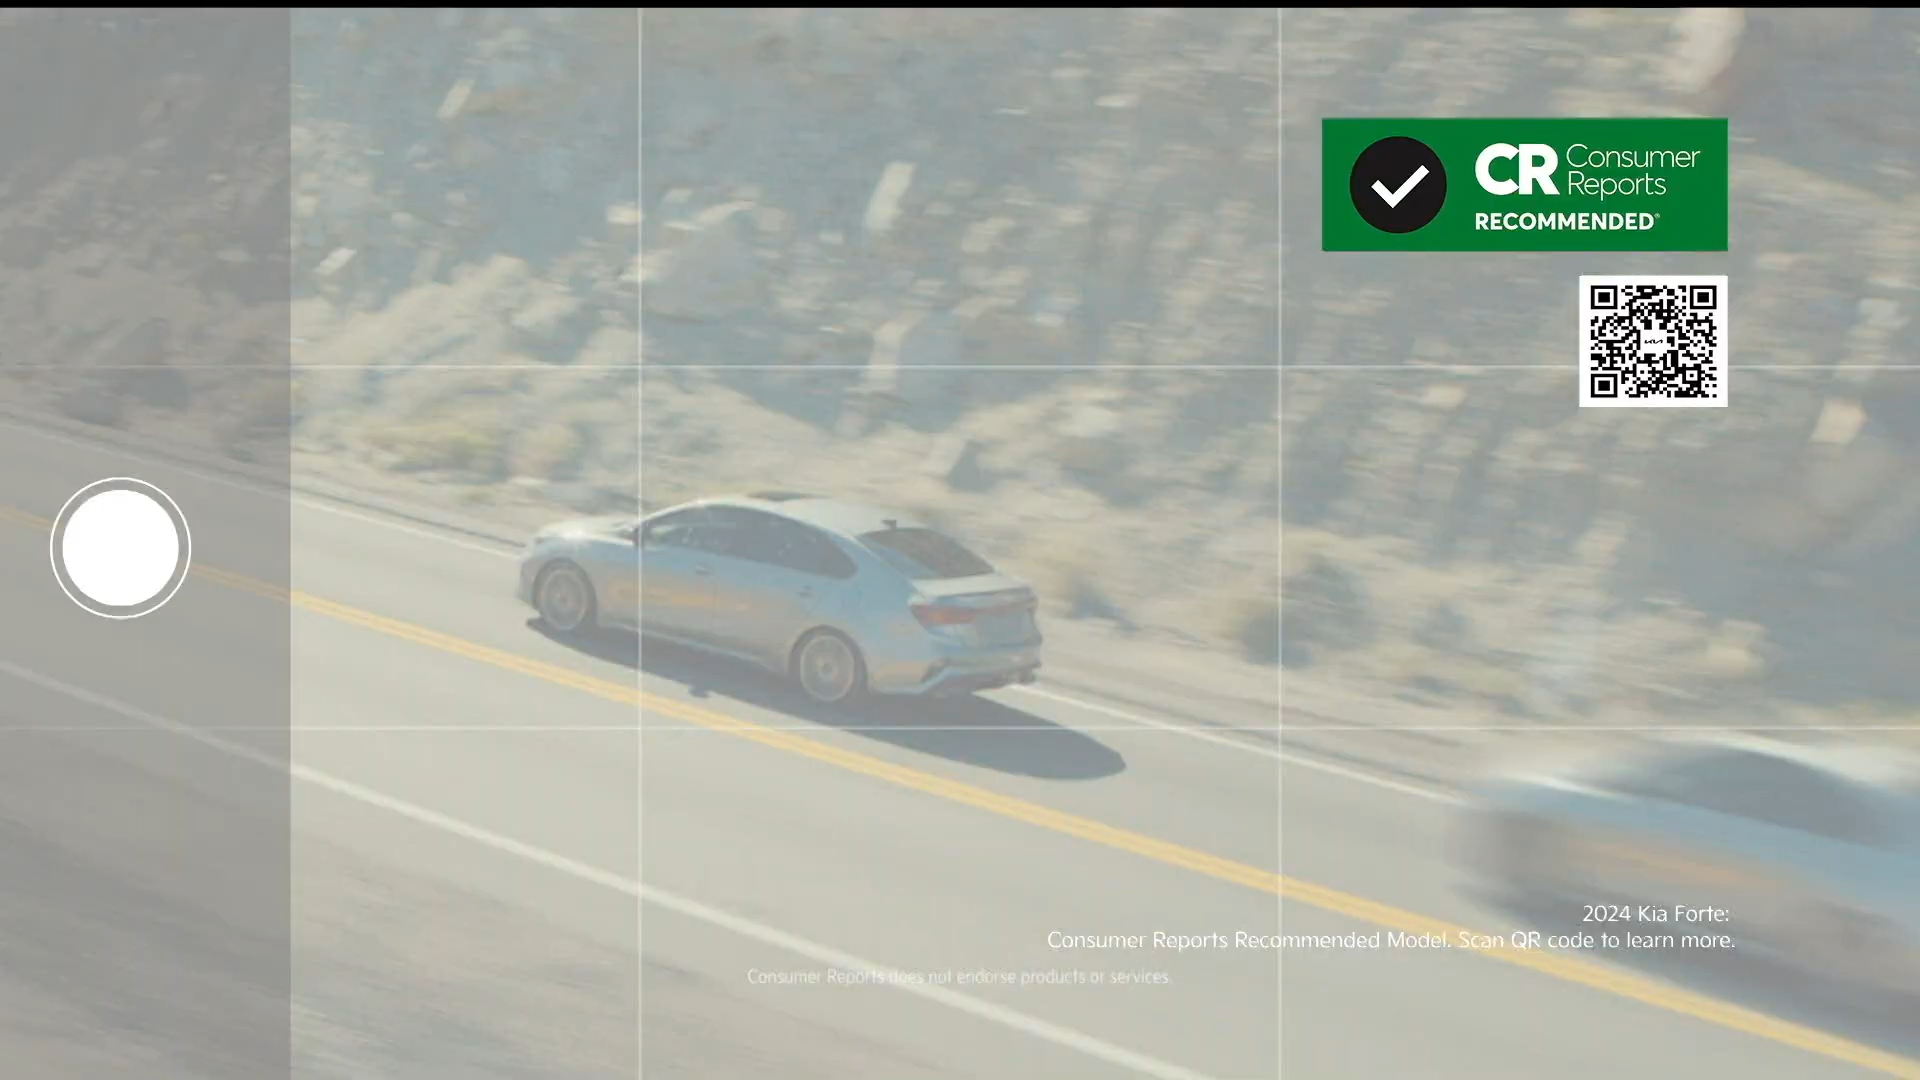 CR Consumer
Reports
RECOMMENDED®
2024 Kia Forte:
Consumer Reports Recommended Model. Scan QR code to learn more.
Consumer Reports does not endorse products or services.